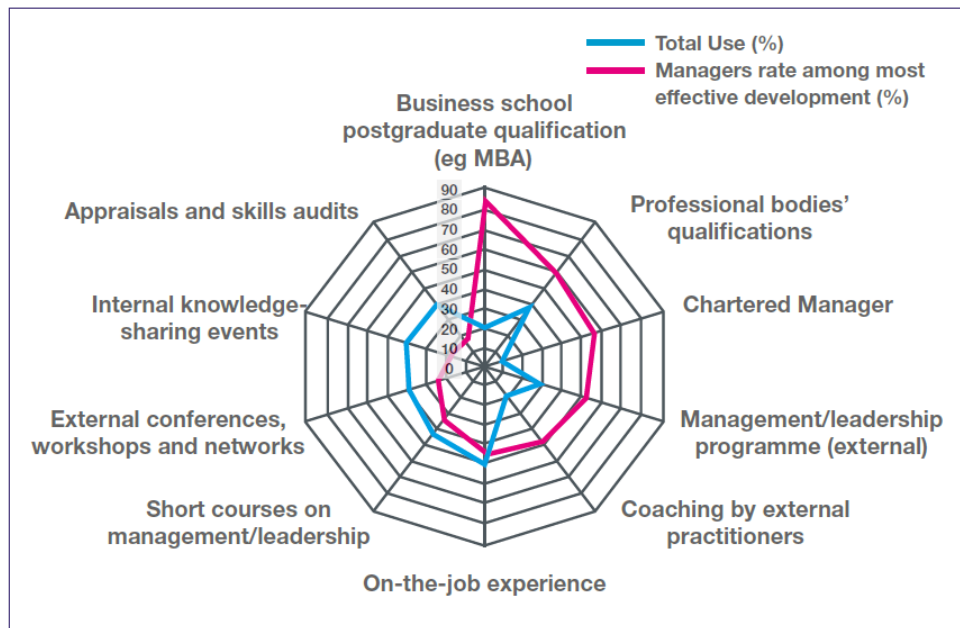 Total Use (%)
Managers rate among most
effective development (%)
Business school
postgraduate qualification
(eg MBA)
Appraisals and skills audits
Professional bodies’
qualifications
Internal knowledge-
sharing events
Chartered Manager
External conferences,
workshops and networks
Management/leadership
programme (external)
Short courses on
management/leadership
Coaching by external
practitioners
On-the-job experience
90
80
70
60
50
40
30
20
10
0